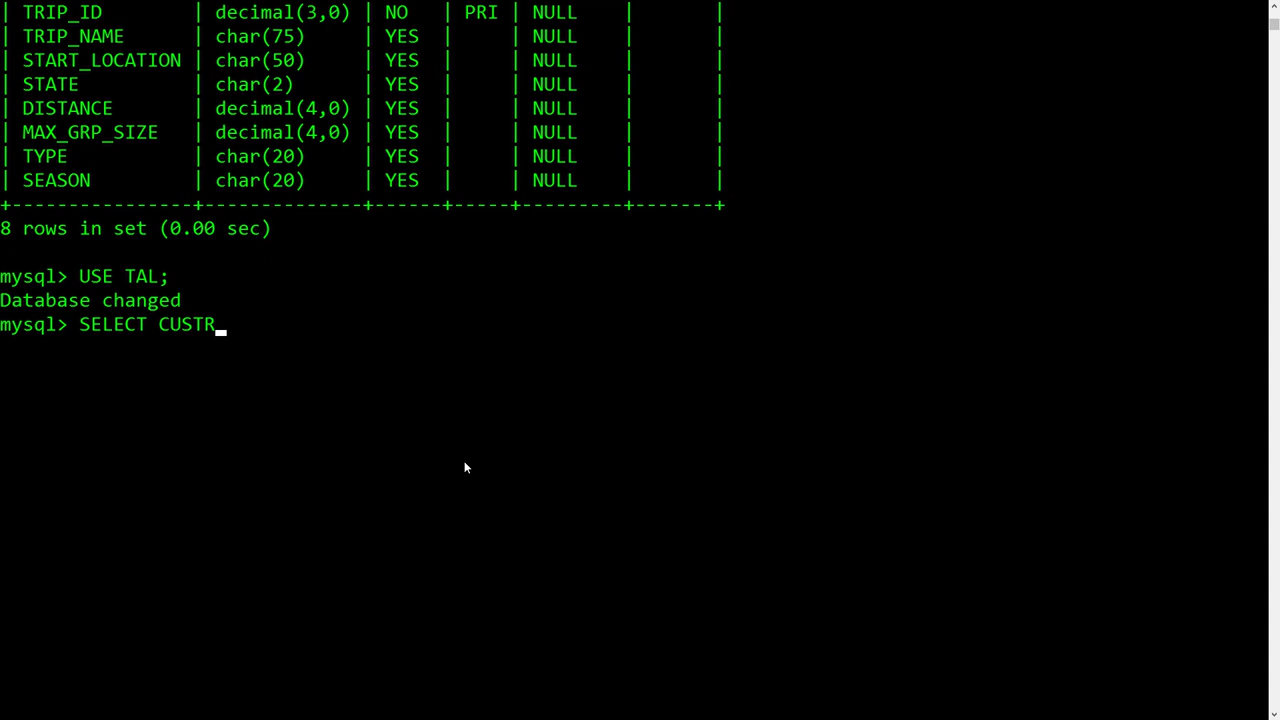 | TRIP_ID        | decimal(3,0) | NO   | PRI | NULL    |       |
| TRIP_NAME      | char(75)     | YES  |     | NULL    |       |
| START_LOCATION | char(50)     | YES  |     | NULL    |       |
| STATE          | char(2)      | YES  |     | NULL    |       |
| DISTANCE       | decimal(4,0) | YES  |     | NULL    |       |
| MAX_GRP_SIZE   | decimal(4,0) | YES  |     | NULL    |       |
| TYPE           | char(20)     | YES  |     | NULL    |       |
| SEASON         | char(20)     | YES  |     | NULL    |       |
+----------------+--------------+------+-----+---------+-------+
8 rows in set (0.00 sec)
mysql> USE TAL;
Database changed
mysql> SELECT CUSTR